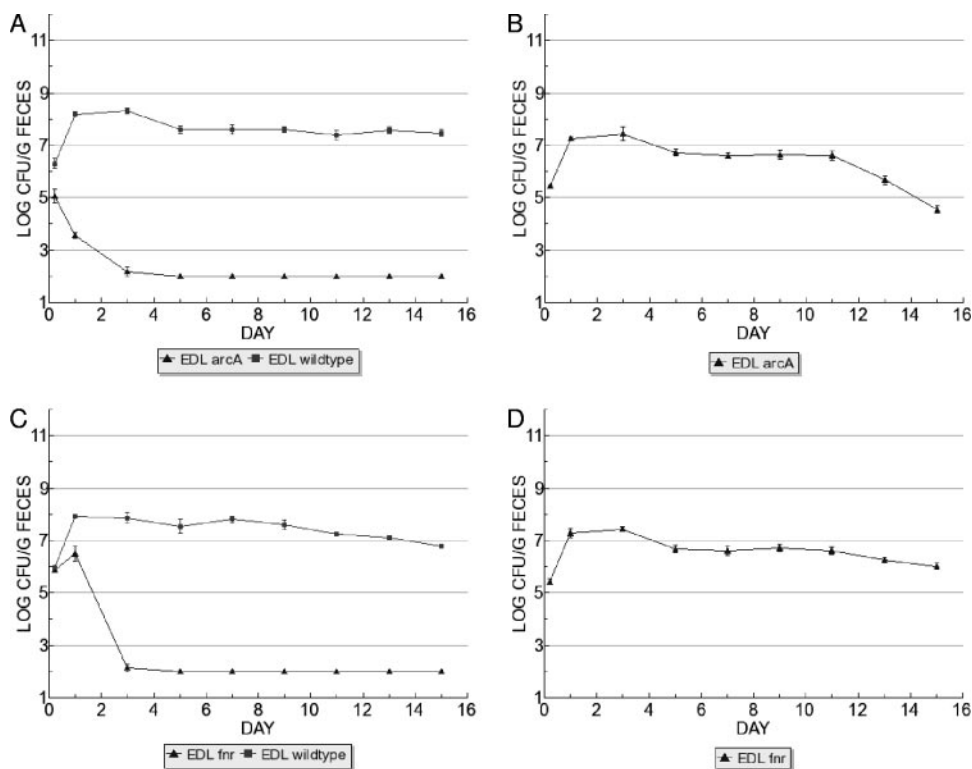 A
LOG CFU/G FECES
11
9
7
5
3
1
0 2 4 6 8 10 12 14 16
DAY
EDL arcA EDL wildtype
B
LOG CFU/G FECES
11
9
7
5
3
1
0 2 4 6 8 10 12 14 16
DAY
EDL arcA
C
LOG CFU/G FECES
11
9
7
5
3
1
0 2 4 6 8 10 12 14 16
DAY
EDL fnr EDL wildtype
D
LOG CFU/G FECES
11
9
7
5
3
1
0 2 4 6 8 10 12 14 16
DAY
EDL fnr